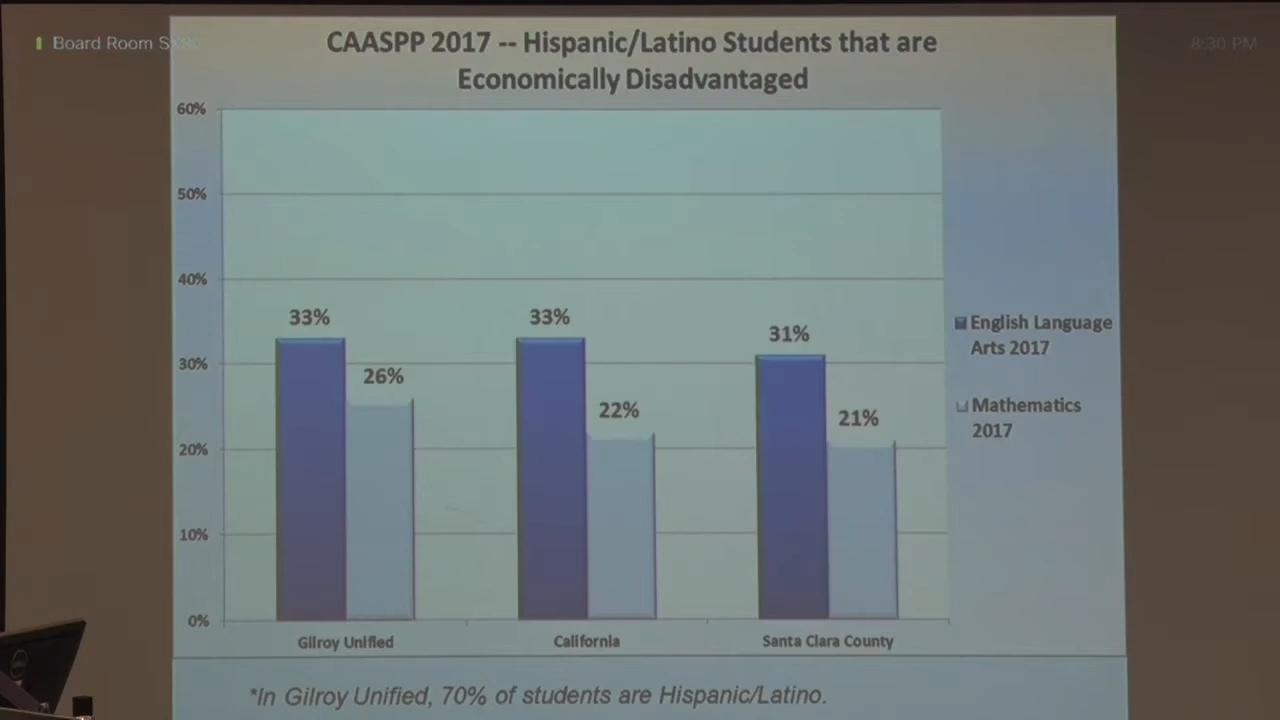 Board Room
8:30 PM
CAASPP 2017 -- Hispanic/Latino Students that are
Economically Disadvantaged
60%
50%
40%
30%
20%
10%
0%
33%
26%
33%
22%
31%
21%
Gilroy Unified
California
Santa Clara County
English Language
Arts 2017
Mathematics
2017
*In Gilroy Unified, 70% of students are Hispanic/Latino.